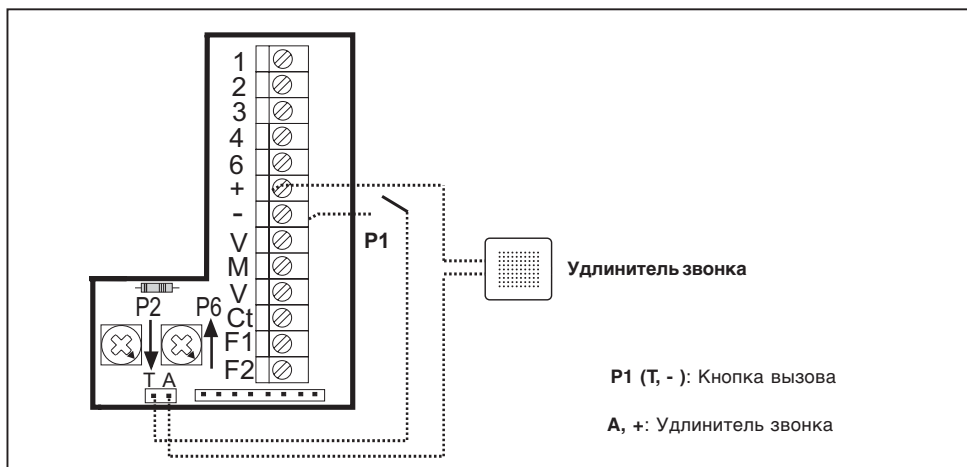 1
2
3
4
6
+
-
V
M
V
Ct
F1
F2
P2 P6
T A
P1
Удлинитель звонка
P1 (T, - ): Кнопка вызова
A, +: Удлинитель звонка